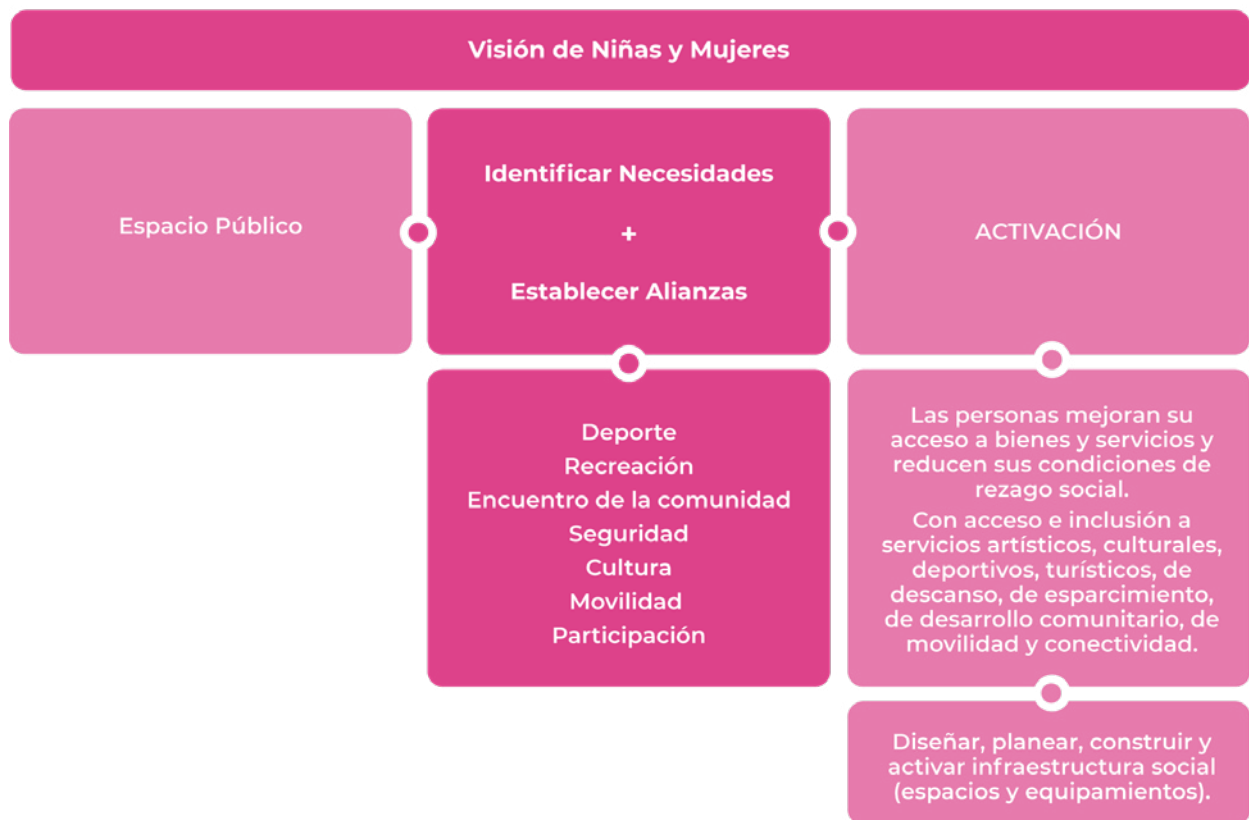 Visión de Niñas y Mujeres
Espacio Público
Identificar Necesidades
+
Establecer Alianzas
ACTIVACIÓN
Deporte
Recreación
Encuentro de la comunidad
Seguridad
Cultura
Movilidad
Participación
Las personas mejoran su
acceso a bienes y servicios y
reducen sus condiciones de
rezago social.
Con acceso e inclusión a
servicios artísticos, culturales,
deportivos, turísticos, de
descanso, de esparcimiento,
de desarrollo comunitario, de
movilidad y conectividad.
Diseñar, planear, construir y
activar infraestructura social
(espacios y equipamientos).